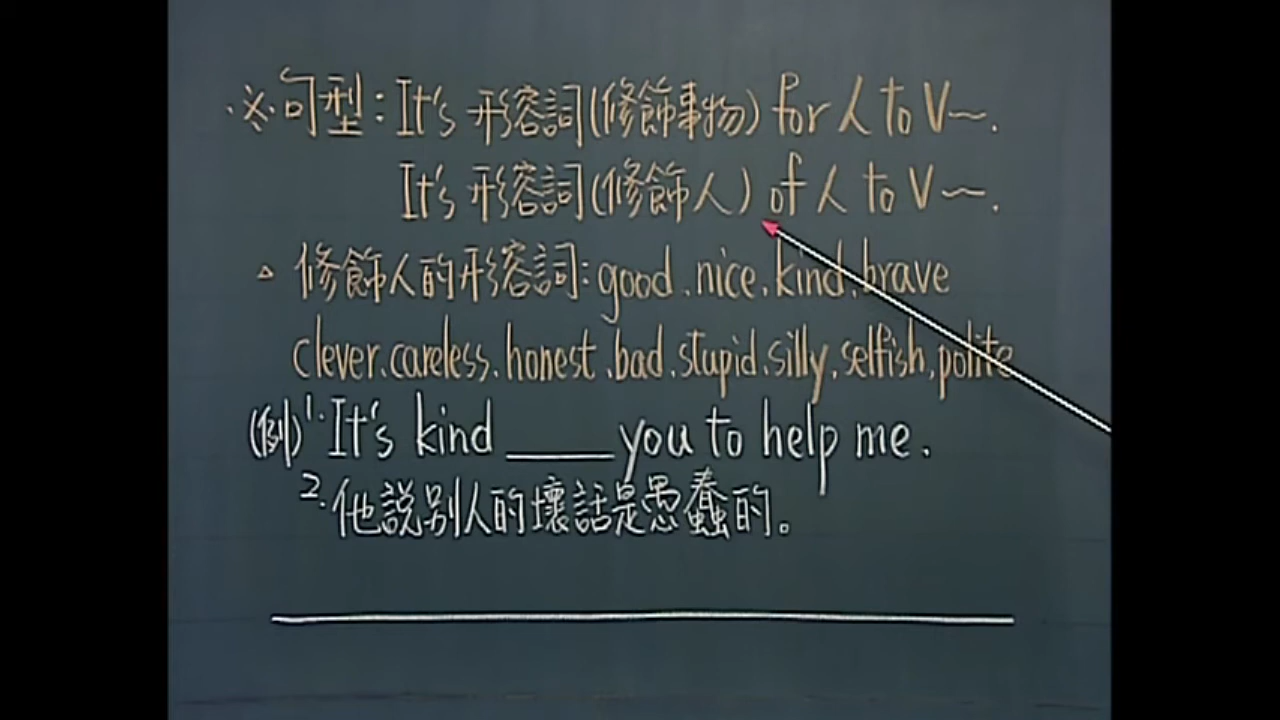 ※句型:It's 形容詞(修飾事物) for 人 to V~.
It's 形容詞(修飾人) of 人 to V~.
△ 修飾人的形容詞:good、nice、kind、brave
clever、careless、honest、bad、stupid、silly、selfish、polite
(例) 1. It's kind ____ you to help me.
2. 他說別人的壞話是愚蠢的。